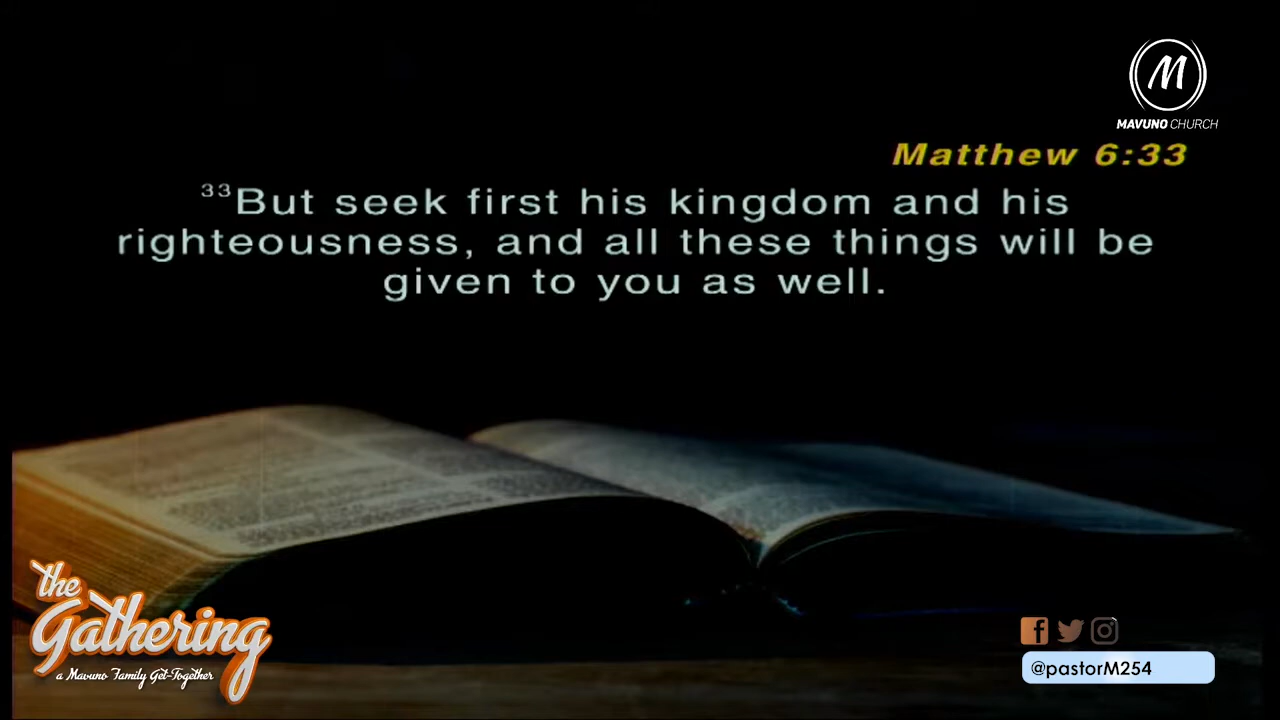 M
MAVUNO CHURCH
Matthew 6:33
³³But seek first his kingdom and his
righteousness, and all these things will be
given to you as well.
the
Gathering
a Mavuno Family Get-Together
@pastorM254